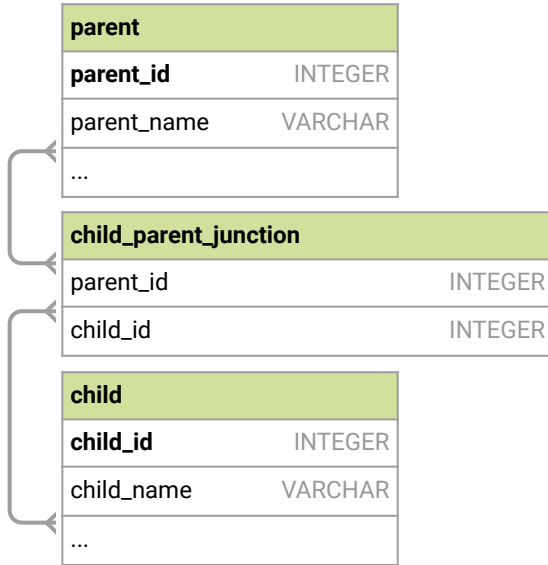 parent
parent_id INTEGER
parent_name VARCHAR
...
child_parent_junction
parent_id INTEGER
child_id INTEGER
child
child_id INTEGER
child_name VARCHAR
...